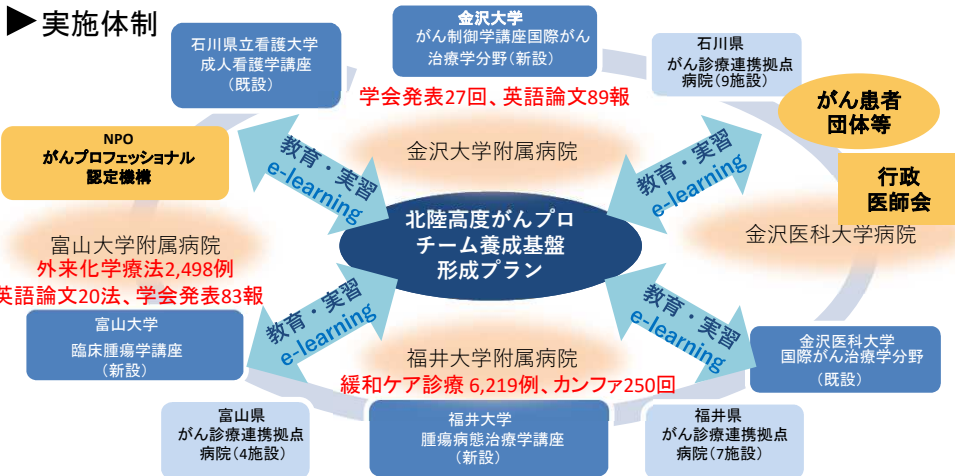 ▶ 実施体制
石川県立看護大学
成人看護学講座
(既設)
金沢大学
がん制御学講座国際がん
治療学分野(新設)
石川県
がん診療連携拠点
病院(9施設)
学会発表27回、英語論文89報
がん患者
団体等
NPO
がんプロフェッショナル
認定機構
教育・実習
e-learning
金沢大学附属病院
教育・実習
e-learning
行政
医師会
北陸高度がんプロ
チーム養成基盤
形成プラン
富山大学附属病院
外来化学療法2,498例
英語論文20法、学会発表83報
金沢医科大学病院
富山大学
臨床腫瘍学講座
(新設)
教育・実習
e-learning
福井大学附属病院
緩和ケア診療 6,219例、カンファ250回
教育・実習
e-learning
金沢医科大学
国際がん治療学分野
(既設)
富山県
がん診療連携拠点
病院(4施設)
福井大学
腫瘍病態治療学講座
(新設)
福井県
がん診療連携拠点
病院(7施設)